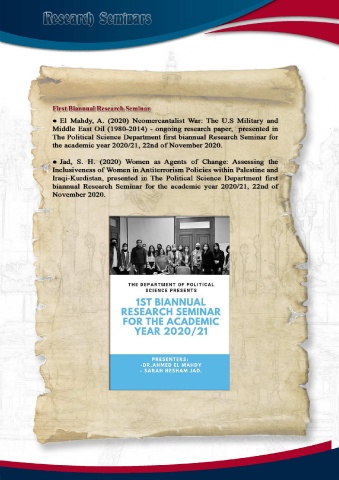 Research Seminars
First Biannual Research Seminar
● El Mahdy, A. (2020) Neomercantalist War: The U.S Military and
Middle East Oil (1980-2014) - ongoing research paper, presented in
The Political Science Department first biannual Research Seminar for
the academic year 2020/21, 22nd of November 2020.
● Jad, S. H. (2020) Women as Agents of Change: Assessing the
Inclusiveness of Women in Antiterrorism Policies within Palestine and
Iraqi-Kurdistan, presented in The Political Science Department first
biannual Research Seminar for the academic year 2020/21, 22nd of
November 2020.
THE DEPARTMENT OF POLITICAL
SCIENCE PRESENTS
1ST BIANNUAL
RESEARCH SEMINAR
FOR THE ACADEMIC
YEAR 2020/21
PRESENTERS:
-DR.AHMED EL MAHDY
- SARAH HESHAM JAD.